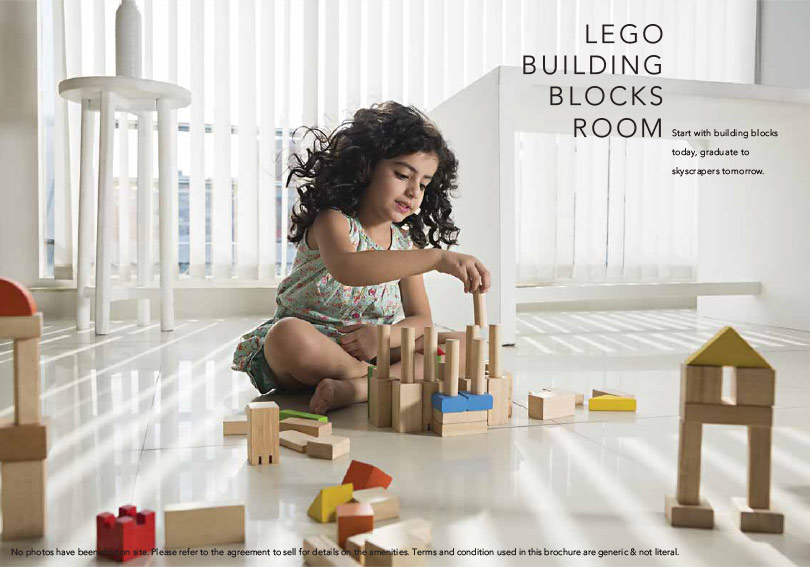 LEGO
BUILDING
BLOCKS
ROOM
Start with building blocks
today, graduate to
skyscrapers tomorrow.
No photos have been shot on site. Please refer to the agreement to sell for details on the amenities. Terms and condition used in this brochure are generic & not literal.